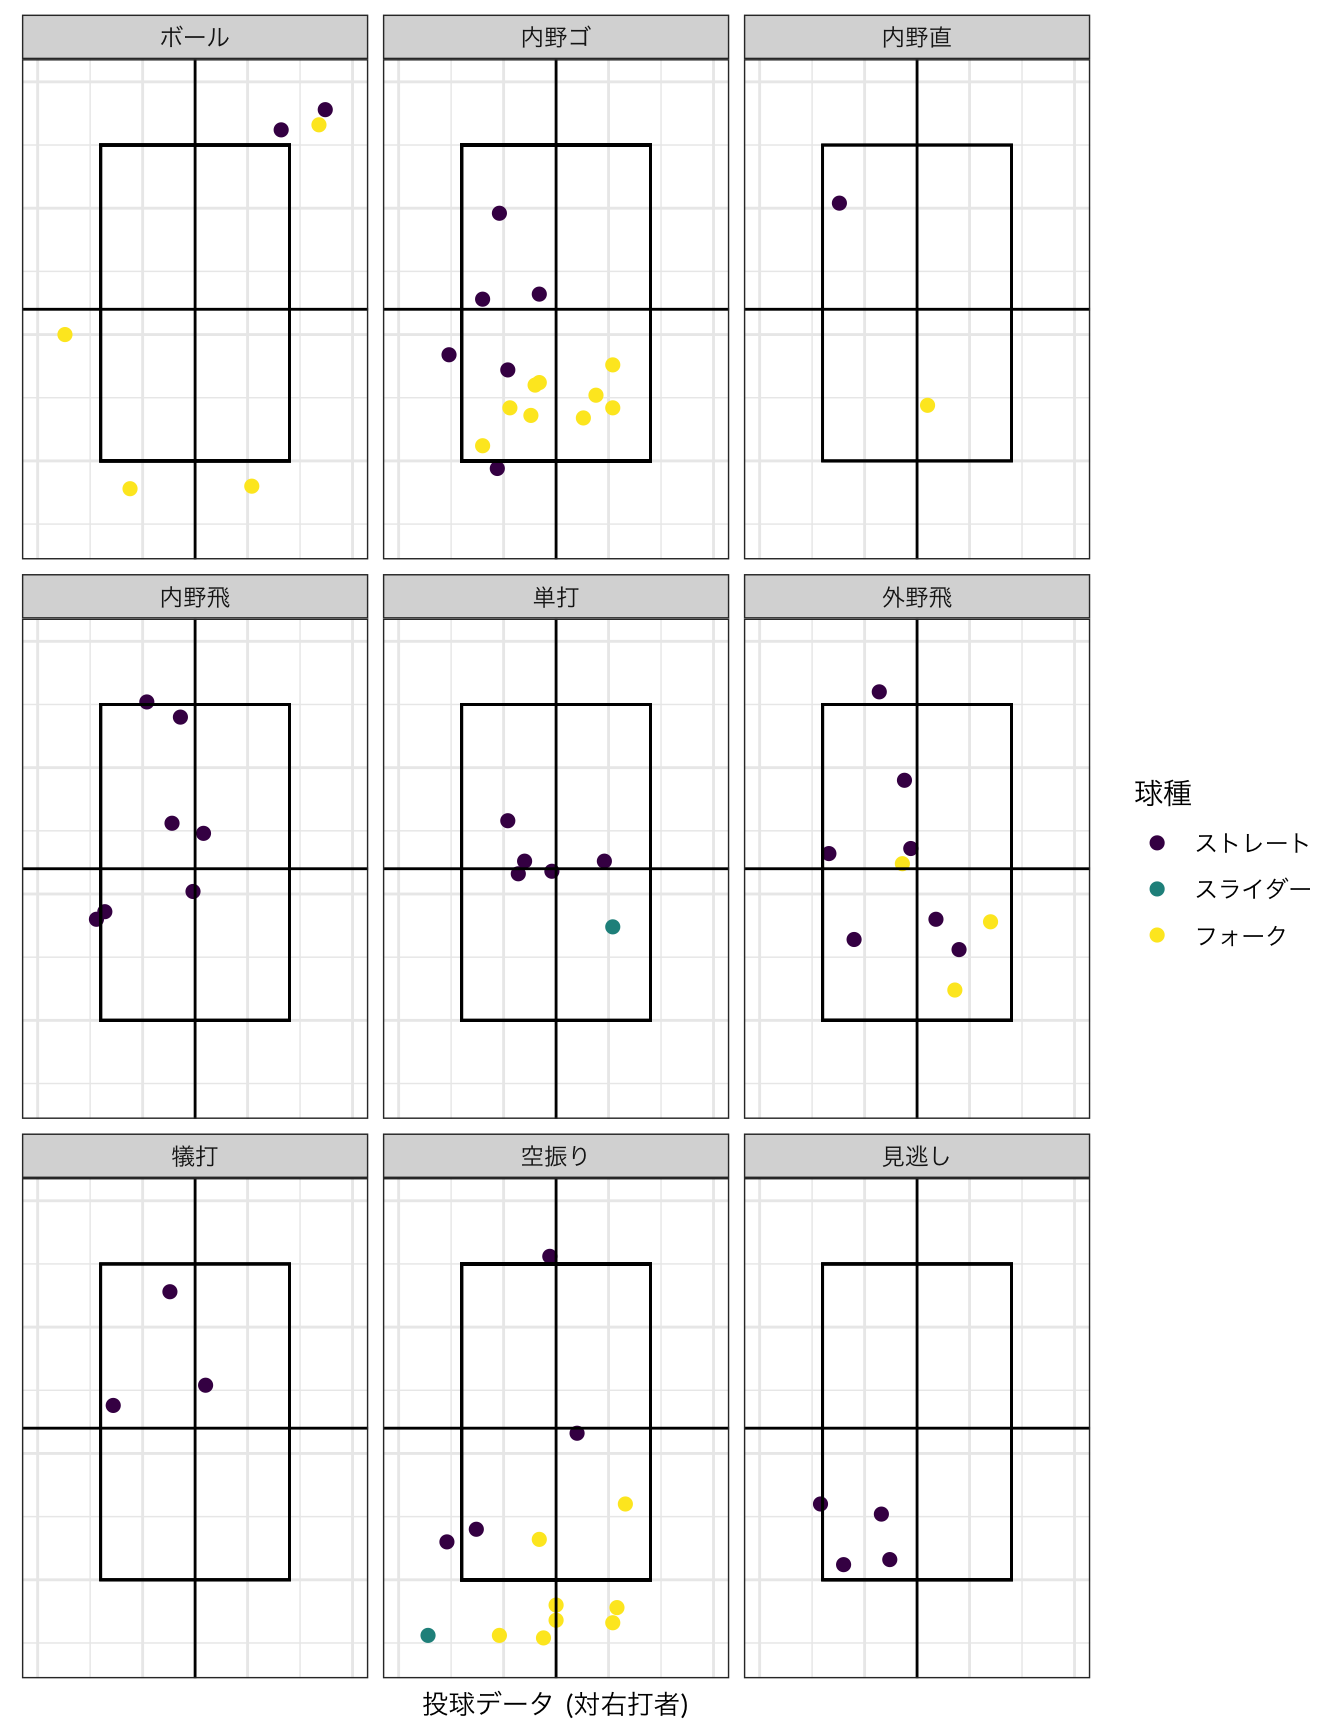 ボール
内野ゴ
内野直
内野飛
単打
外野飛
犠打
空振り
見逃し
球種
ストレート
スライダー
フォーク
投球データ (対右打者)